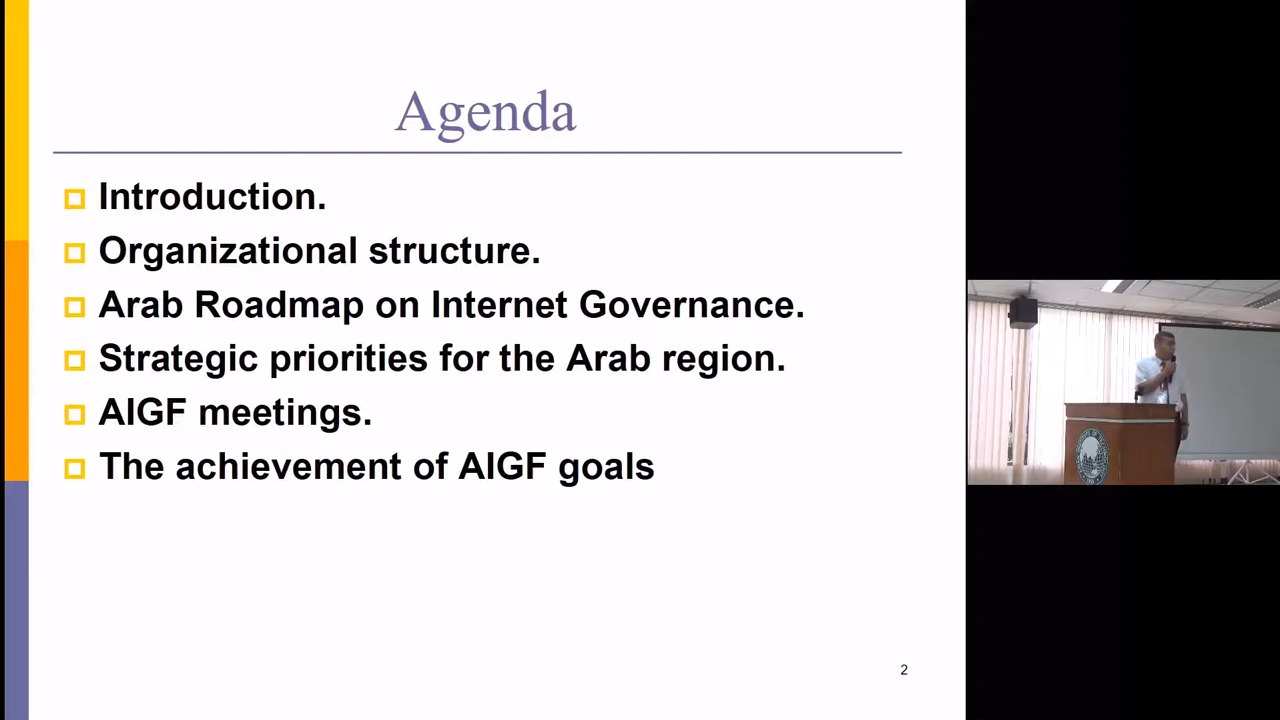 Agenda
Introduction.
Organizational structure.
Arab Roadmap on Internet Governance.
Strategic priorities for the Arab region.
AIGF meetings.
The achievement of AIGF goals
2